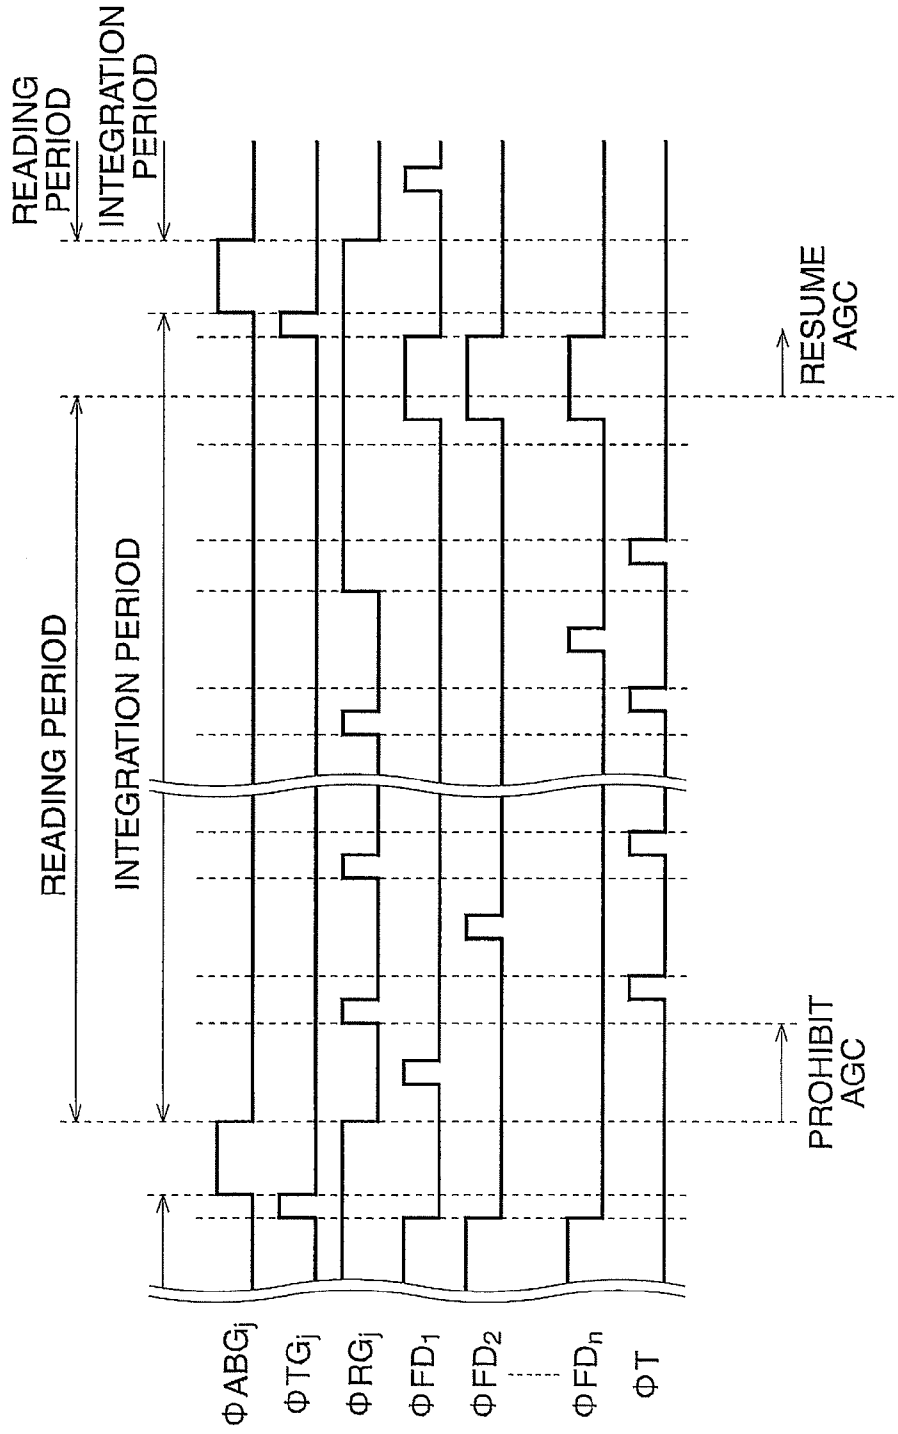 READING PERIOD
READING
PERIOD
INTEGRATION PERIOD
INTEGRATION
PERIOD
ΦABGj
ΦTGj
ΦRGj
ΦFD1
ΦFD2
ΦFDn
ΦT
PROHIBIT
AGC
RESUME
AGC